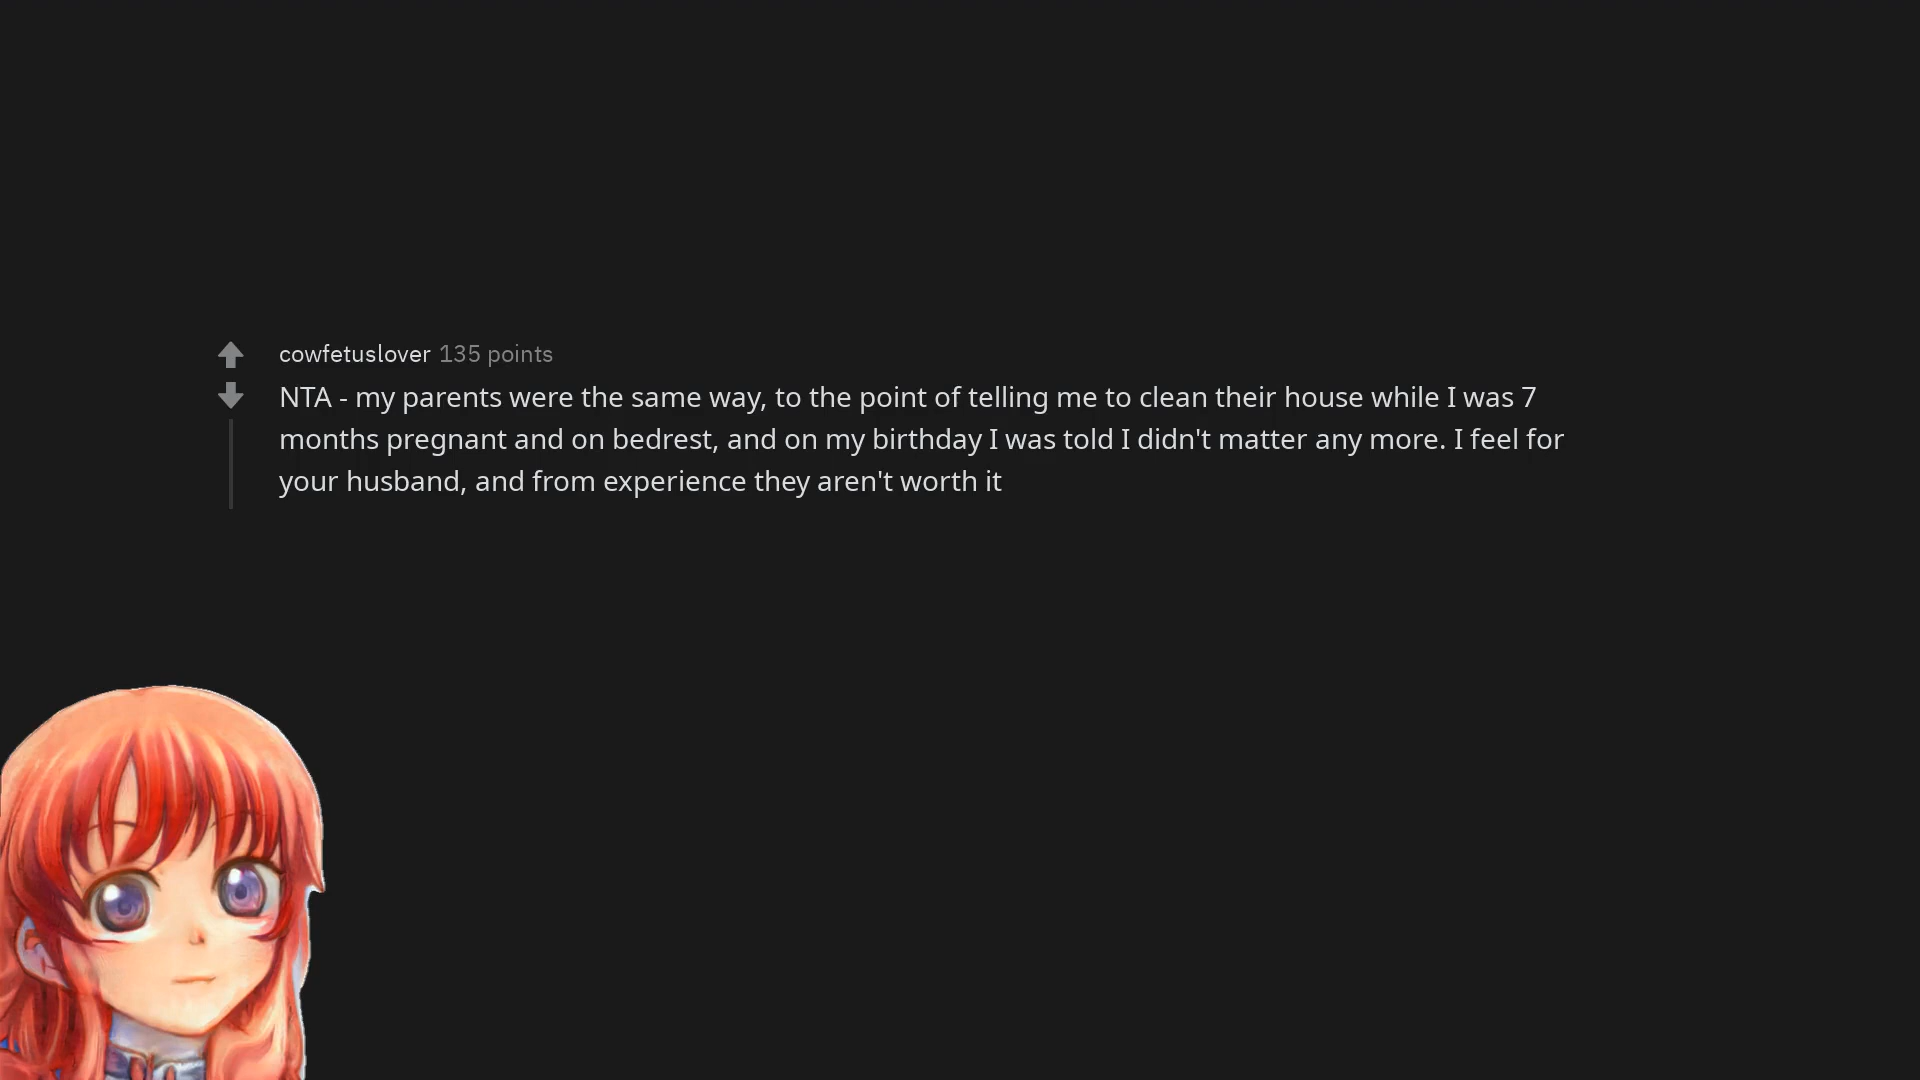 cowfetuslover 135 points
NTA - my parents were the same way, to the point of telling me to clean their house while I was 7
months pregnant and on bedrest, and on my birthday I was told I didn't matter any more. I feel for
your husband, and from experience they aren't worth it